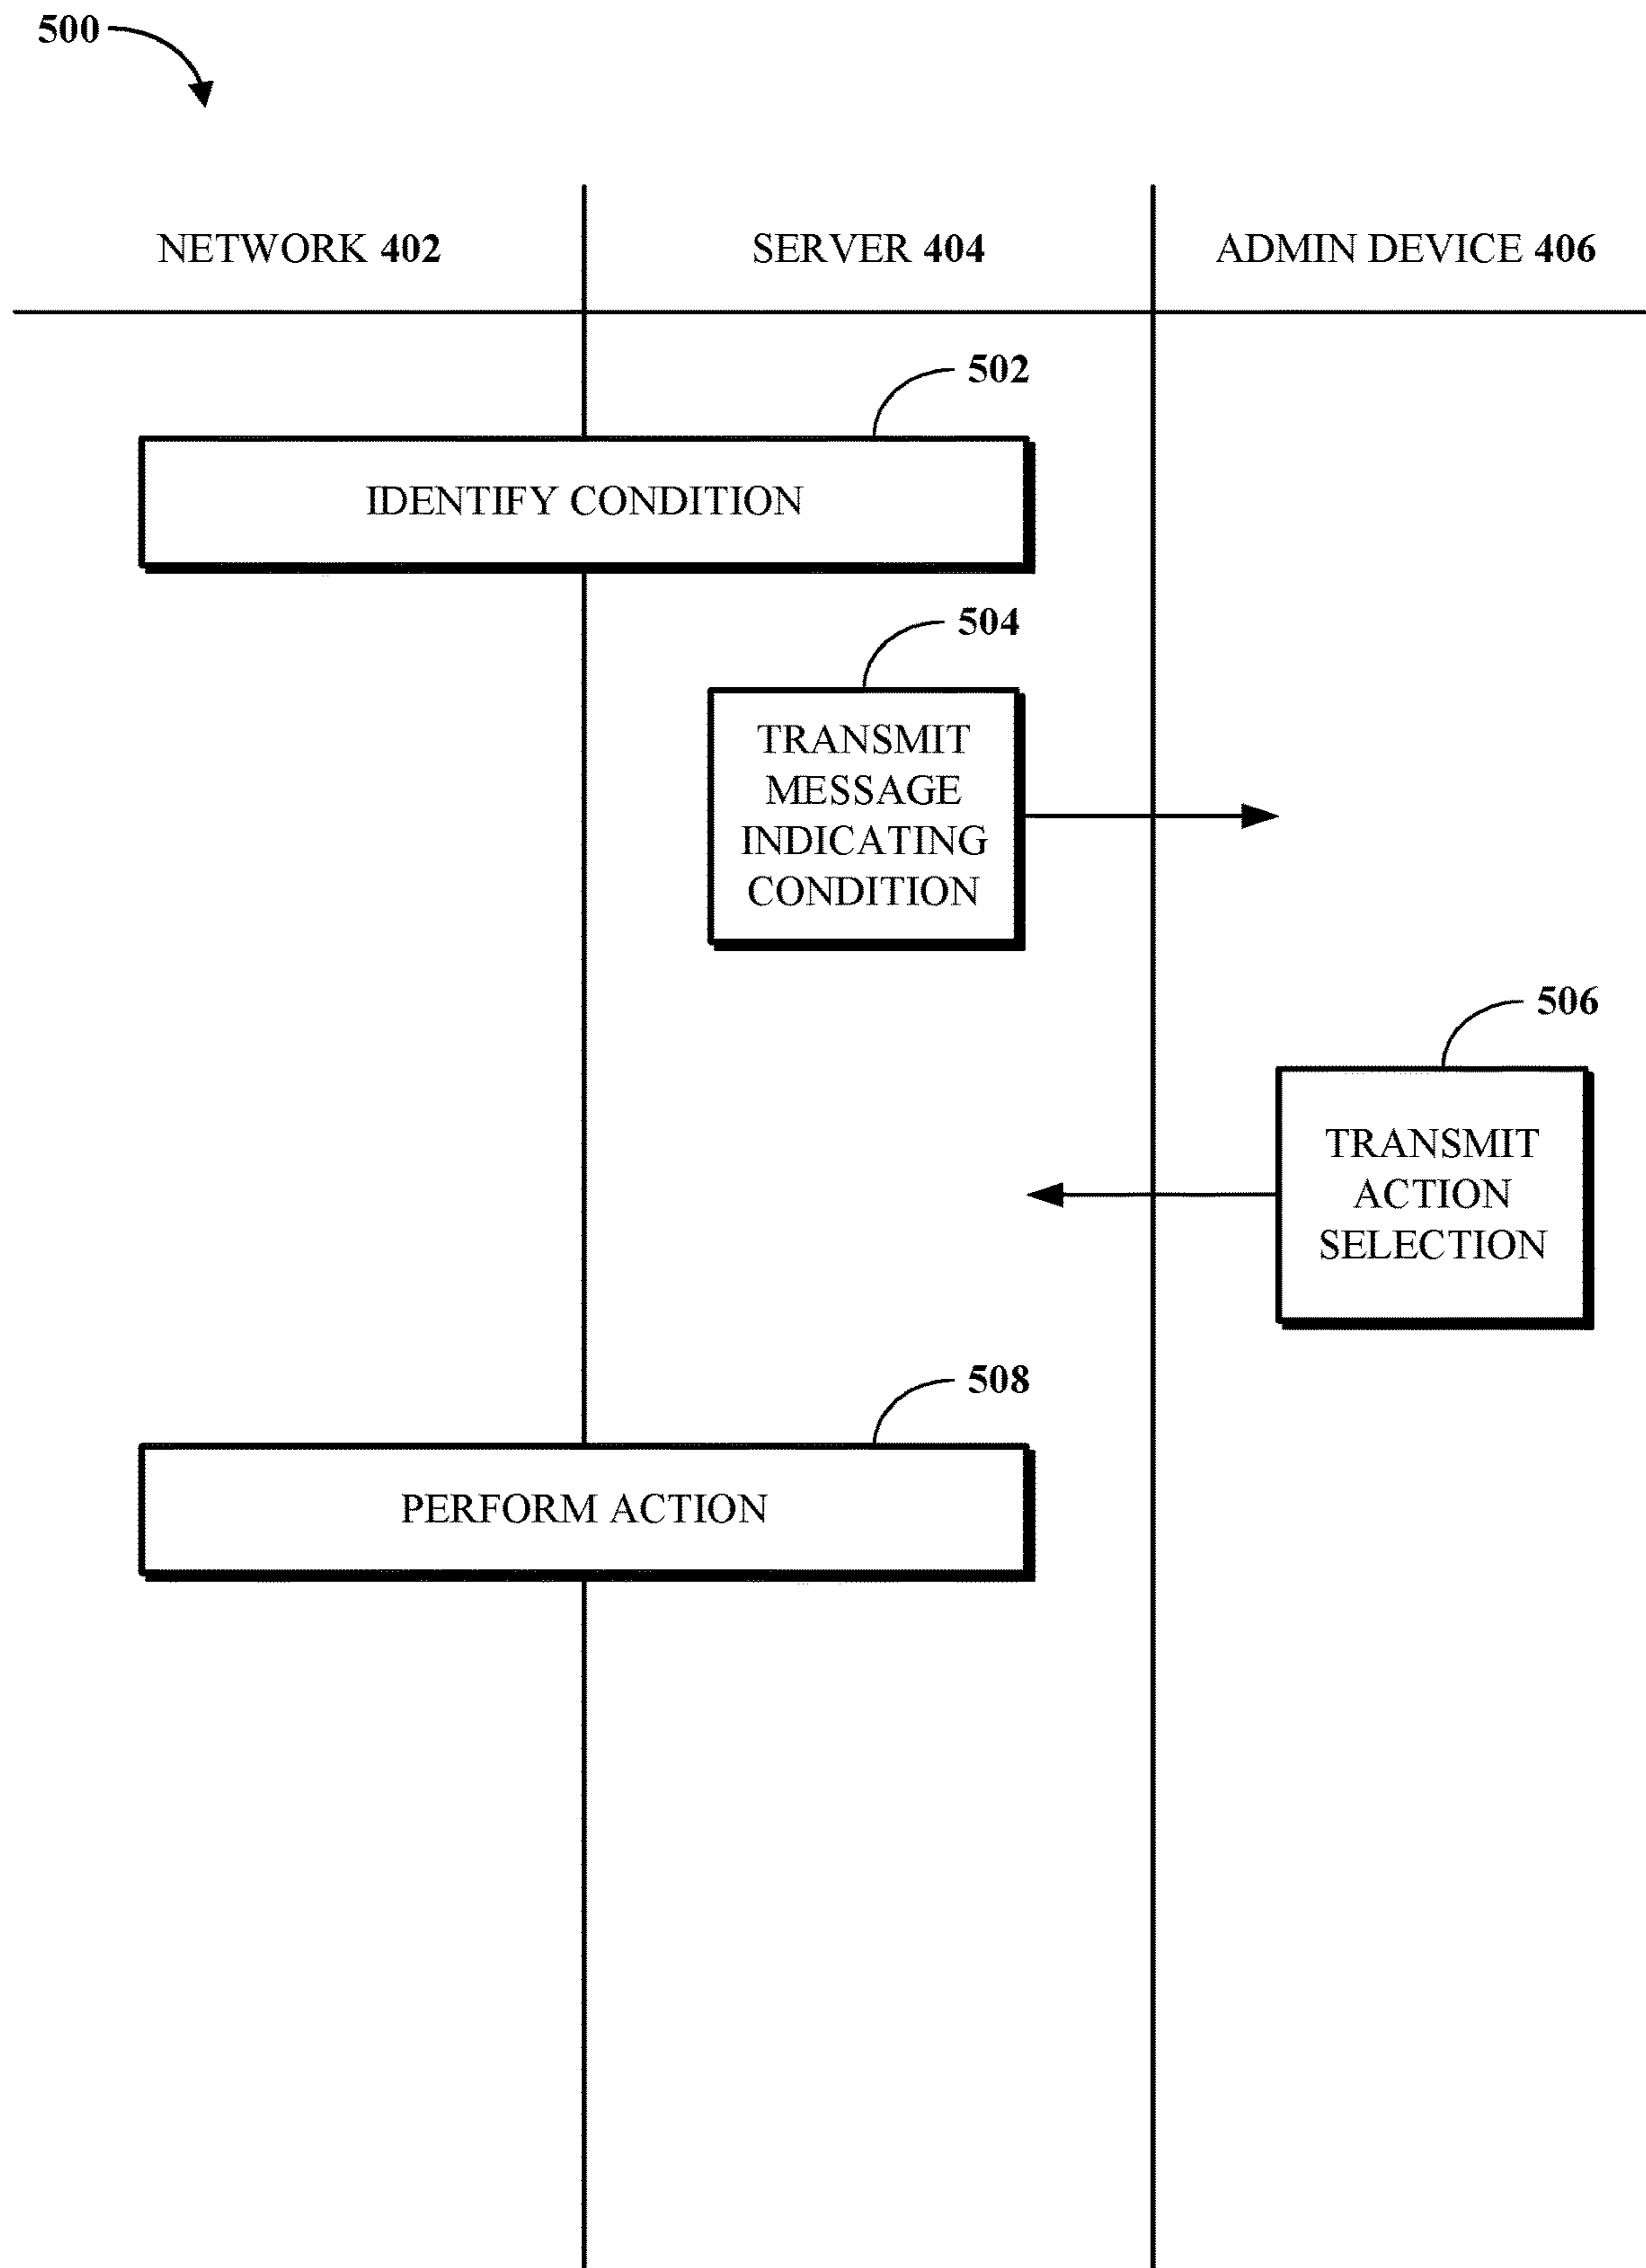 500
NETWORK 402
SERVER 404
ADMIN DEVICE 406
502
IDENTIFY CONDITION
504
TRANSMIT
MESSAGE
INDICATING
CONDITION
506
TRANSMIT
ACTION
SELECTION
508
PERFORM ACTION